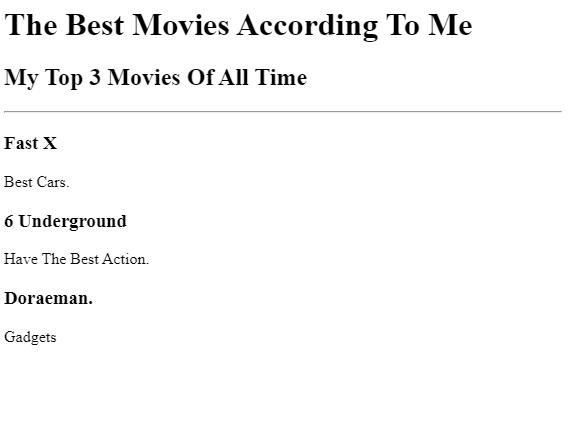 The Best Movies According To Me
My Top 3 Movies Of All Time
Fast X
Best Cars.
6 Underground
Have The Best Action.
Doraeman.
Gadgets